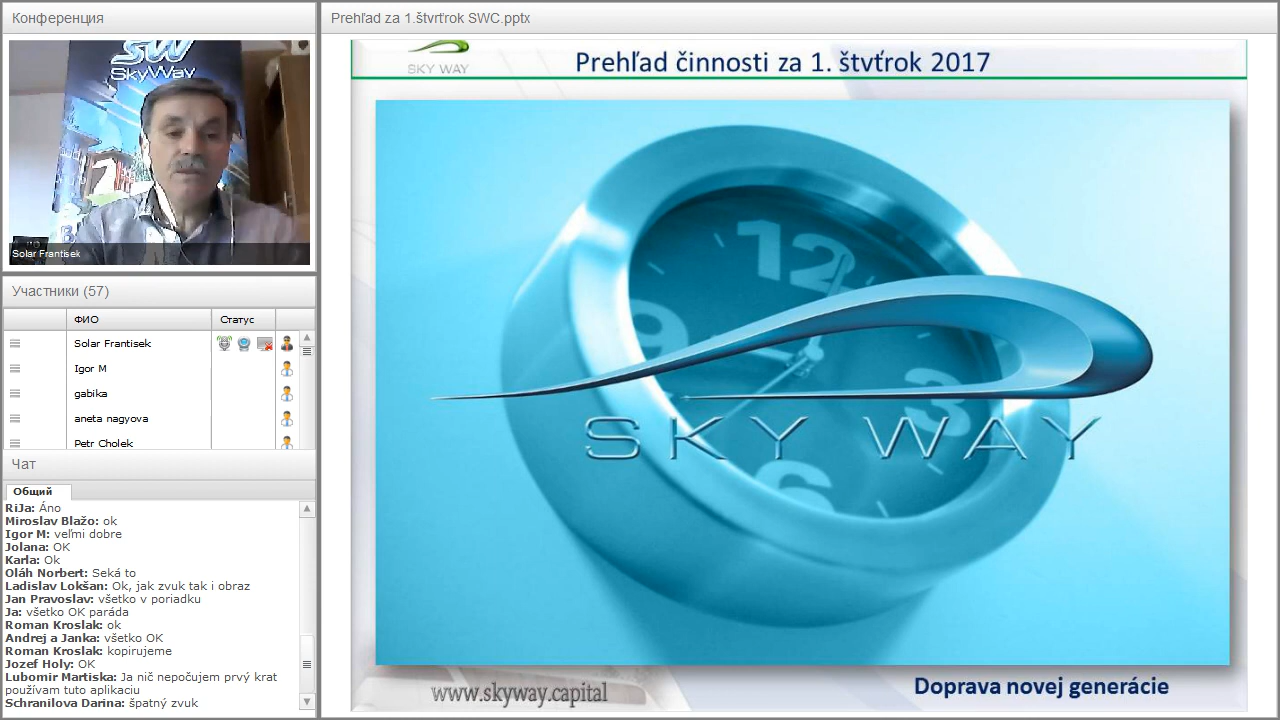 Конференция
SW
SkyWay
Solar Frantisek
Участники (57)
ФИО
Статус
Solar Frantisek
Igor M
gabika
aneta nagyova
Petr Cholek
Чат
Общий
RiJa: Áno
Miroslav Blažo: ok
Igor M: veľmi dobre
Jolana: OK
Karla: Ok
Oláh Norbert: Seká to
Ladislav Lokšan: Ok, jak zvuk tak i obraz
Jan Pravoslav: všetko v poriadku
Ja: všetko OK paráda
Roman Kroslak: ok
Andrej a Janka: všetko OK
Roman Kroslak: kopirujeme
Jozef Holy: OK
Lubomir Martiska: Ja nič nepočujem prvý krat
používam tuto aplikaciu
Schranilova Darina: špatný zvuk
Prehľad za 1.štvrťrok SWC.pptx
SKY WAY
Prehľad činnosti za 1. štvťrok 2017
12
9
3
6
SKY WAY
www.skyway.capital
Doprava novej generácie